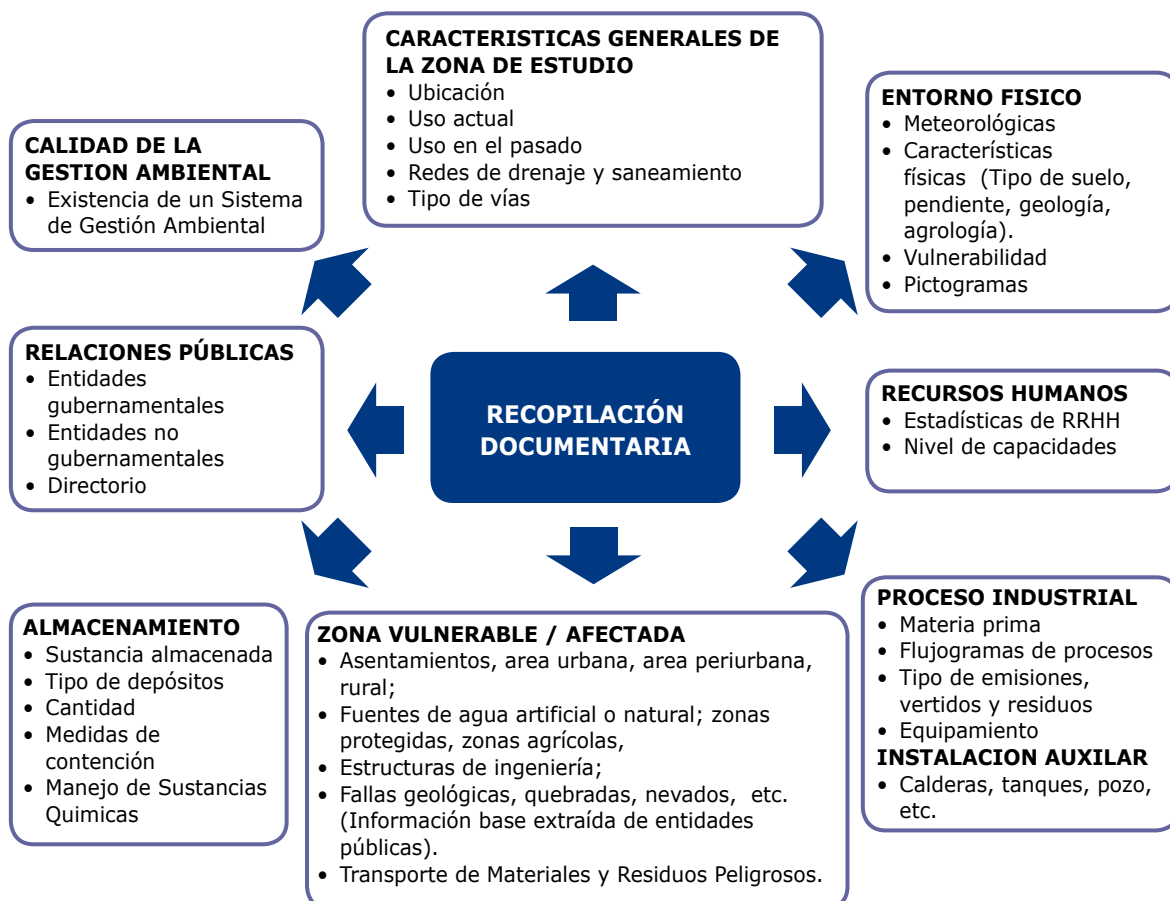 CARACTERISTICAS GENERALES DE
LA ZONA DE ESTUDIO
• Ubicación
• Uso actual
• Uso en el pasado
• Redes de drenaje y saneamiento
• Tipo de vías
CALIDAD DE LA
GESTION AMBIENTAL
• Existencia de un Sistema
de Gestión Ambiental
ENTORNO FISICO
• Meteorológicas
• Características
físicas (Tipo de suelo,
pendiente, geología,
agrología).
• Vulnerabilidad
• Pictogramas
RELACIONES PÚBLICAS
• Entidades
gubernamentales
• Entidades no
gubernamentales
• Directorio
RECOPILACIÓN
DOCUMENTARIA
RECURSOS HUMANOS
• Estadísticas de RRHH
• Nivel de capacidades
ALMACENAMIENTO
• Sustancia almacenada
• Tipo de depósitos
• Cantidad
• Medidas de
contención
• Manejo de Sustancias
Quimicas
ZONA VULNERABLE / AFECTADA
• Asentamientos, area urbana, area periurbana,
rural;
• Fuentes de agua artificial o natural; zonas
protegidas, zonas agrícolas,
• Estructuras de ingeniería;
• Fallas geológicas, quebradas, nevados, etc.
(Información base extraída de entidades
públicas).
• Transporte de Materiales y Residuos Peligrosos.
PROCESO INDUSTRIAL
• Materia prima
• Flujogramas de procesos
• Tipo de emisiones,
vertidos y residuos
• Equipamiento
INSTALACION AUXILAR
• Calderas, tanques, pozo,
etc.